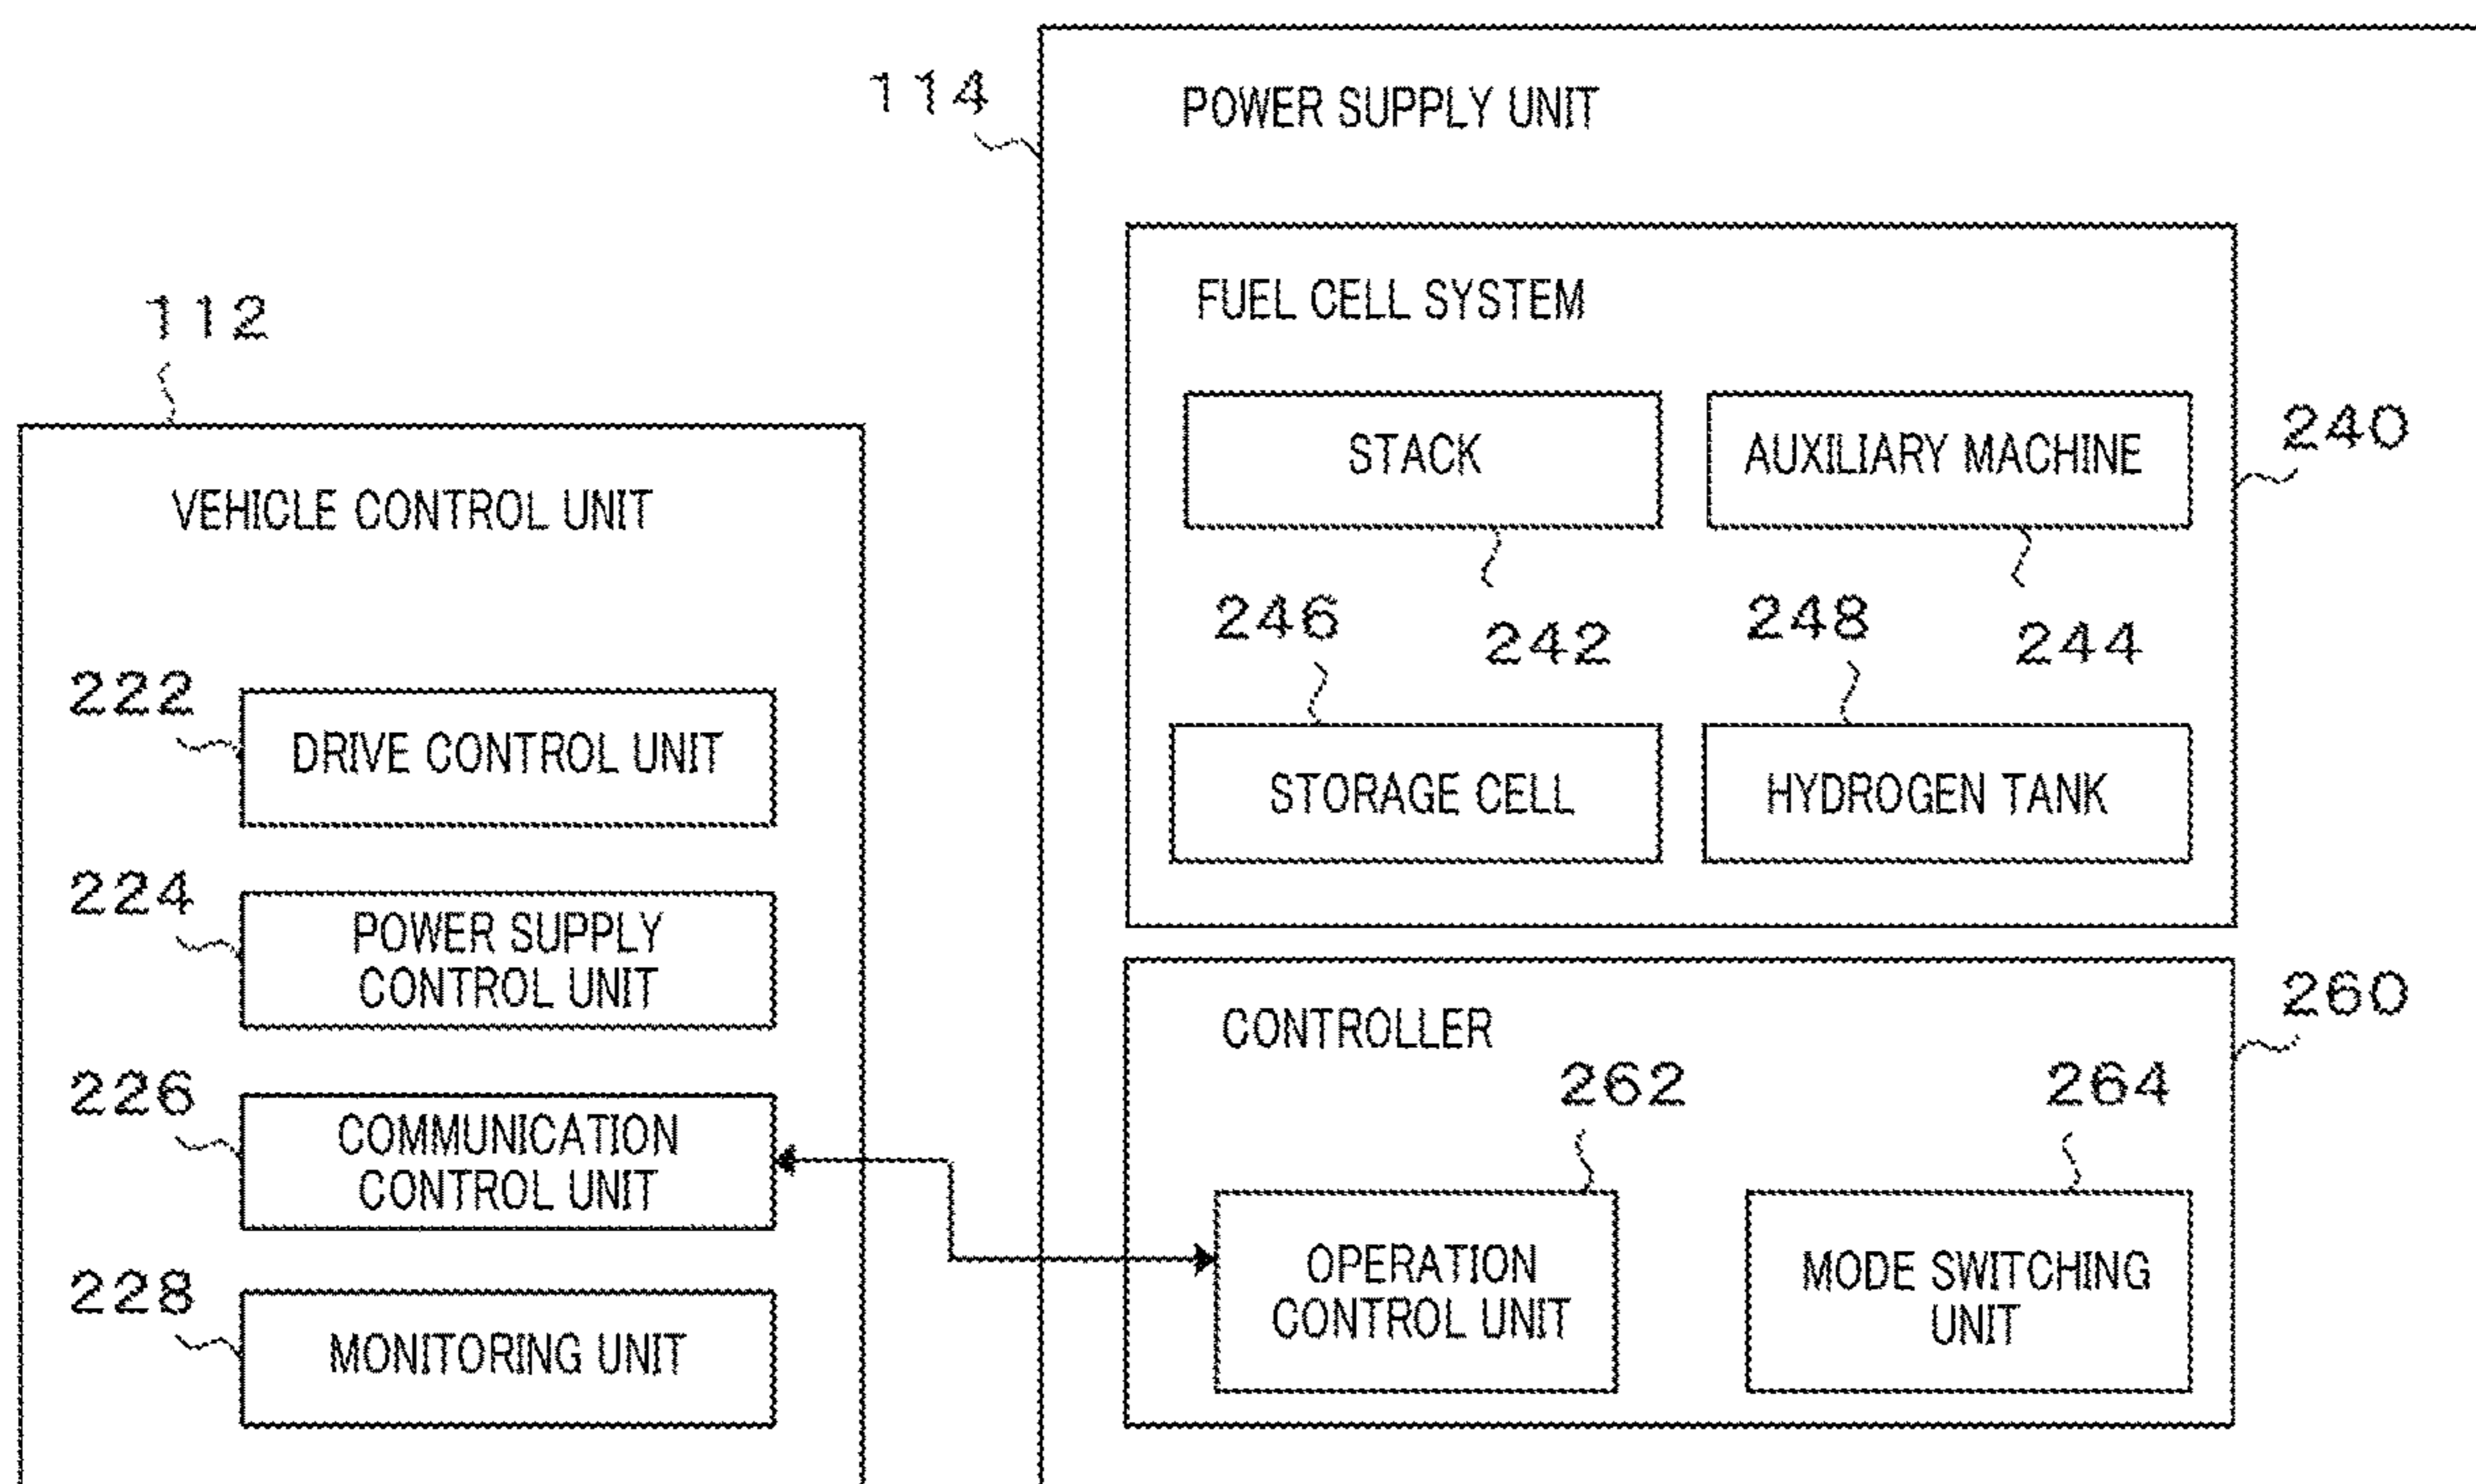 114
POWER SUPPLY UNIT
FUEL CELL SYSTEM
STACK
AUXILIARY MACHINE
240
246
242
248
244
STORAGE CELL
HYDROGEN TANK
112
VEHICLE CONTROL UNIT
222
DRIVE CONTROL UNIT
224
POWER SUPPLY
CONTROL UNIT
226
COMMUNICATION
CONTROL UNIT
228
MONITORING UNIT
CONTROLLER
260
262
264
OPERATION
CONTROL UNIT
MODE SWITCHING
UNIT